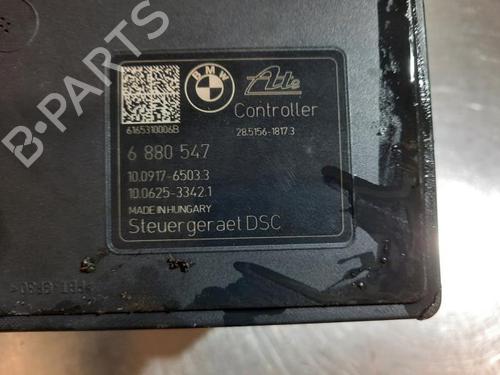 BMW
Ate
Controller
6165310006B
28.5156-1817.3
6 880 547
10.0917-6503.3
10.0625-3342.1
MADE IN HUNGARY
Steuergeraet DSC
B-PARTS